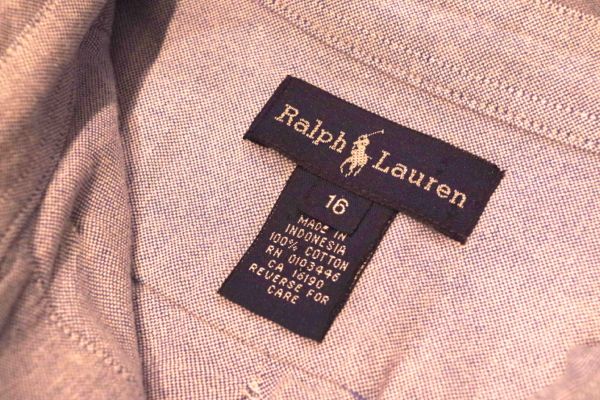 Ralph Lauren
16
MADE IN
INDONESIA
100% COTTON
RN 0103446
CA 16190
REVERSE FOR
CARE